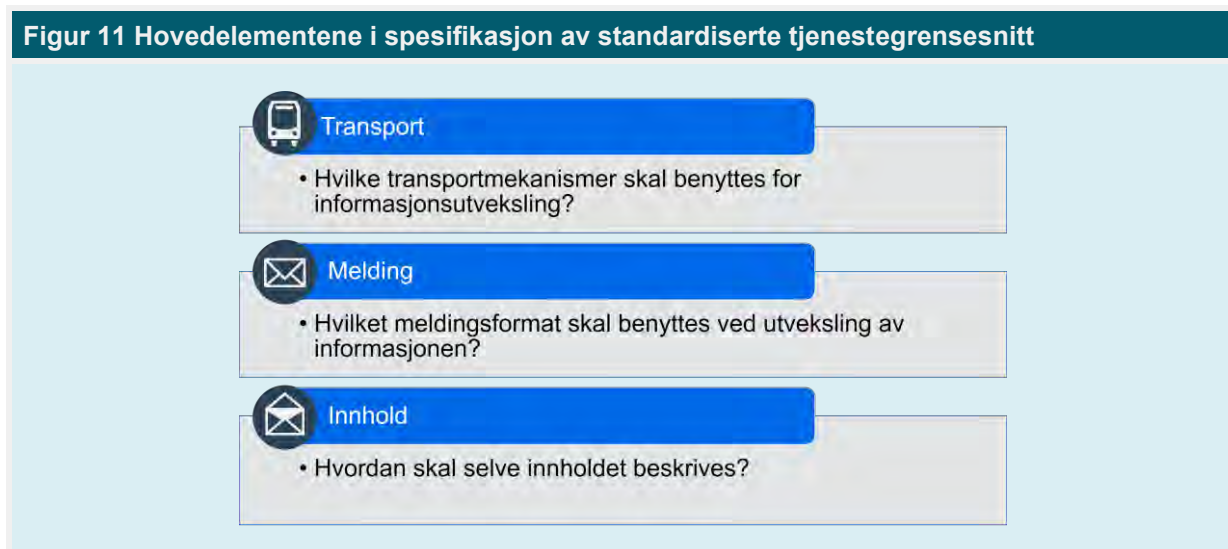 Figur 11 Hovedelementene i spesifikasjon av standardiserte tjenestegrensesnitt
Transport
• Hvilke transportmekanismer skal benyttes for
informasjonsutveksling?
Melding
• Hvilket meldingsformat skal benyttes ved utveksling av
informasjonen?
Innhold
• Hvordan skal selve innholdet beskrives?